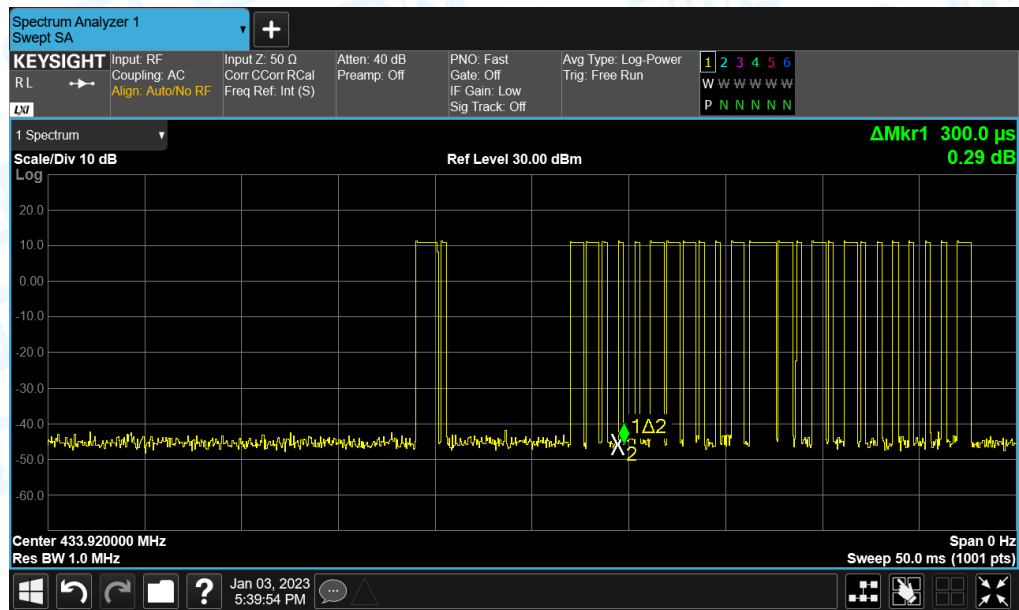 Spectrum Analyzer 1
Swept SA
+
KEYSIGHT
R L
LXI
Input: RF
Coupling: AC
Align: Auto/No RF
Input Z: 50 Ω
Corr CCorr RCal
Freq Ref: Int (S)
Atten: 40 dB
Preamp: Off
PNO: Fast
Gate: Off
IF Gain: Low
Sig Track: Off
Avg Type: Log-Power
Trig: Free Run
1 2 3 4 5 6
W W W W W W
P N N N N N
1 Spectrum
ΔMkr1 300.0 µs
0.29 dB
Scale/Div 10 dB
Ref Level 30.00 dBm
Log
20.0
10.0
0.00
-10.0
-20.0
-30.0
-40.0
-50.0
-60.0
1Δ2
X2
Center 433.920000 MHz
Span 0 Hz
Res BW 1.0 MHz
Sweep 50.0 ms (1001 pts)
?
Jan 03, 2023
5:39:54 PM